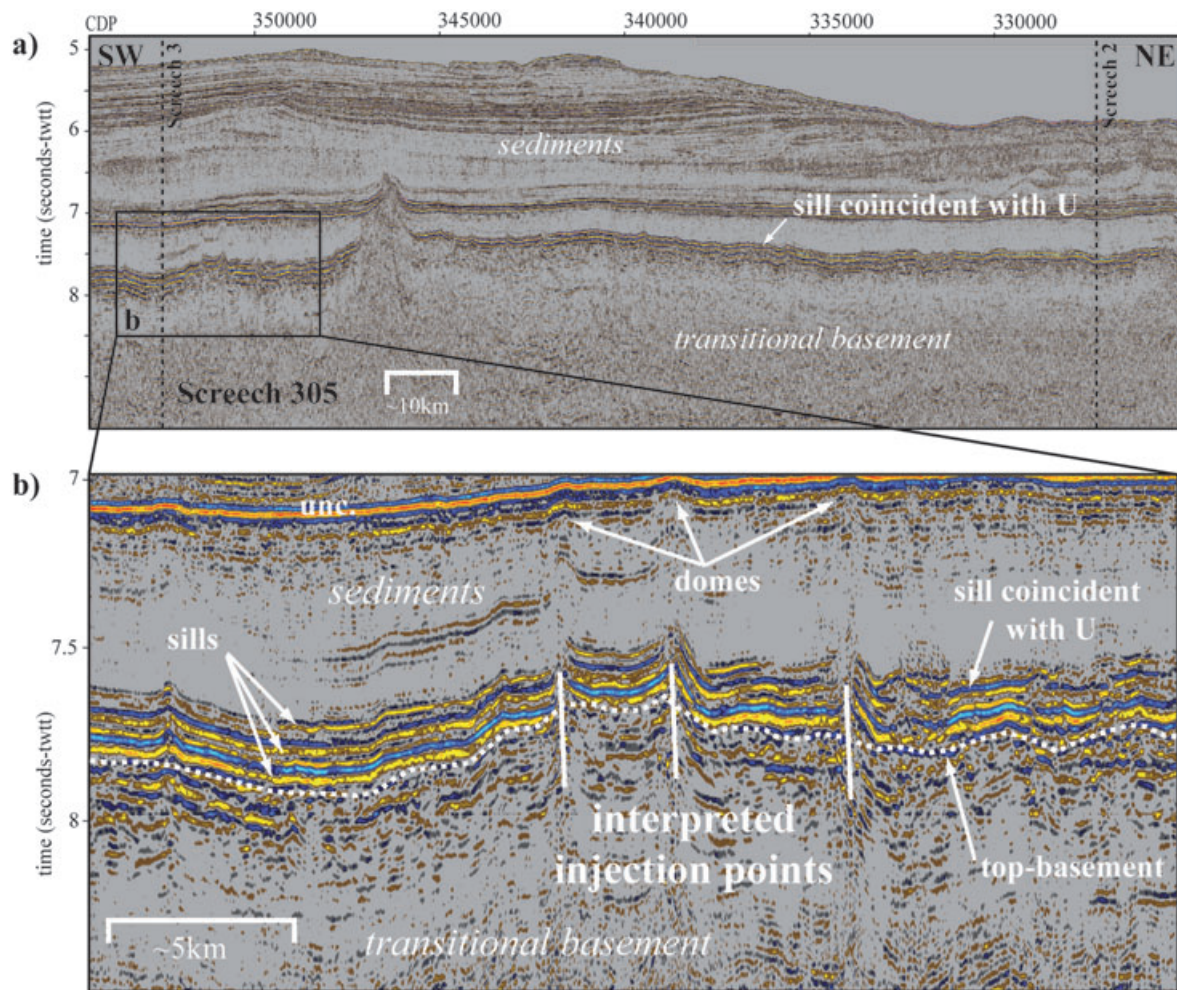 CDP 350000 345000 340000 335000 330000
a)
SW
NE
Screech 3
Screech 2
5
6
7
8
time (seconds-twtt)
sediments
sill coincident with U
b
transitional basement
Screech 305
~10km
b)
7
7.5
8
time (seconds-twtt)
unc.
domes
sediments
sills
sill coincident
with U
interpreted
injection points
top-basement
~5km
transitional basement